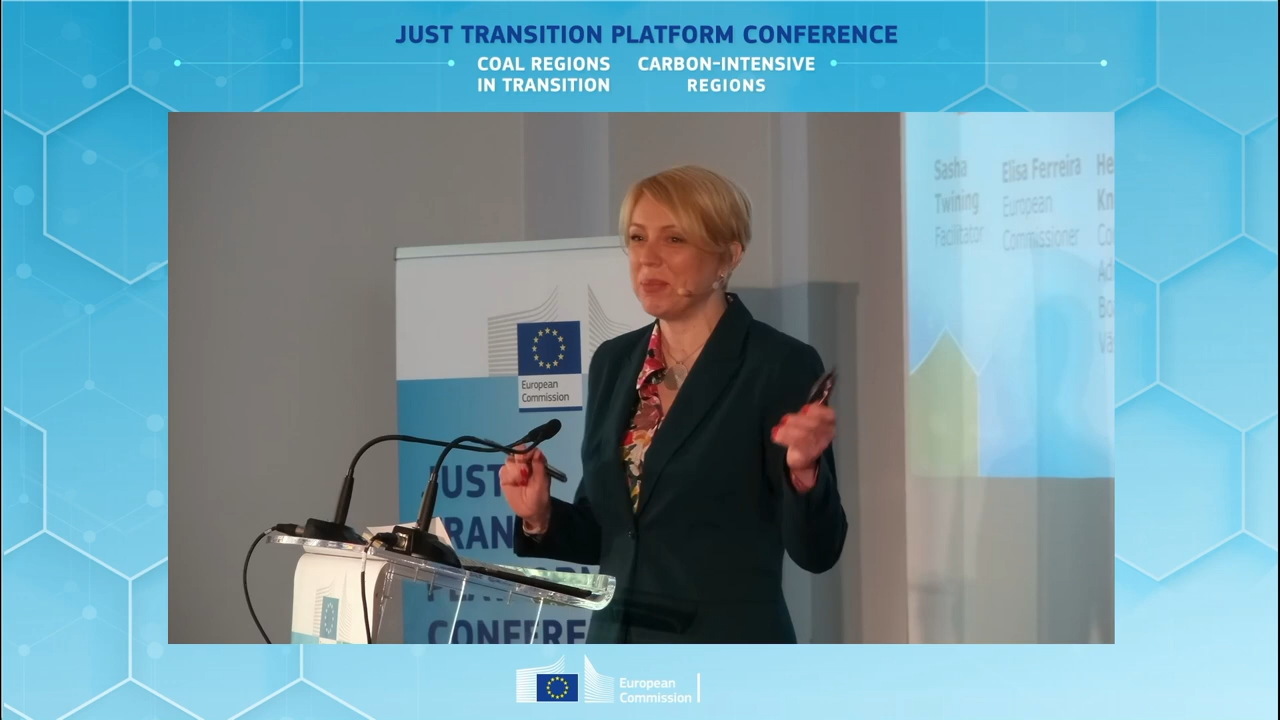 JUST TRANSITION PLATFORM CONFERENCE
COAL REGIONS
IN TRANSITION
CARBON-INTENSIVE
REGIONS
Sasha
Twining
Facilitator
Elisa Ferreira
European
Commissioner
European
Commission
JUST
CONFERE
European
Commission